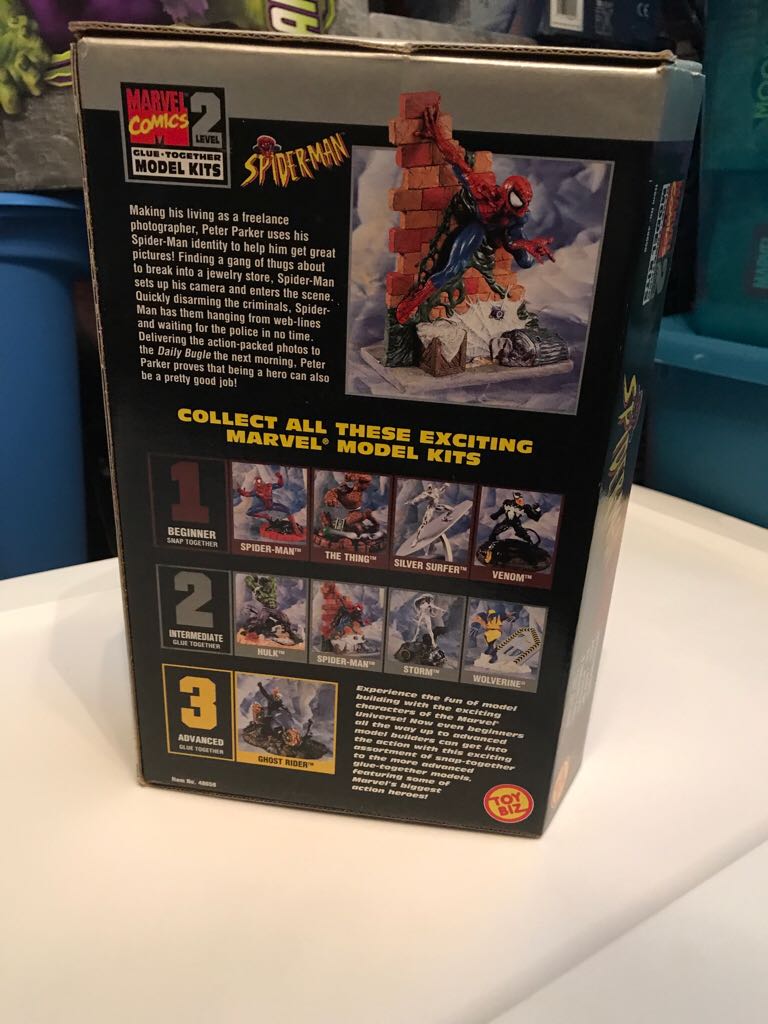 MARVEL
COMICS
2
LEVEL
GLUE•TOGETHER
MODEL KITS
SPIDER-MAN
Making his living as a freelance
photographer, Peter Parker uses his
Spider-Man identity to help him get great
pictures! Finding a gang of thugs about
to break into a jewelry store, Spider-Man
sets up his camera and enters the scene.
Quickly disarming the criminals, Spider-
Man has them hanging from web-lines
and waiting for the police in no time.
Delivering the action-packed photos to
the Daily Bugle the next morning, Peter
Parker proves that being a hero can also
be a pretty good job!
COLLECT ALL THESE EXCITING
MARVEL® MODEL KITS
1
BEGINNER
SNAP TOGETHER
SPIDER-MAN™
THE THING™
SILVER SURFER™
VENOM™
2
INTERMEDIATE
GLUE TOGETHER
HULK™
SPIDER-MAN™
STORM™
WOLVERINE®
3
ADVANCED
GLUE TOGETHER
GHOST RIDER™
Experience the fun of model
building with the exciting
characters of the Marvel®
Universe! Now even beginners
all the way up to advanced
model builders can get into
the action with this exciting
assortment of snap-together
to the more advanced
glue-together models,
featuring some of
Marvel's biggest
action heroes!
Item No. 48658
TOY
BIZ